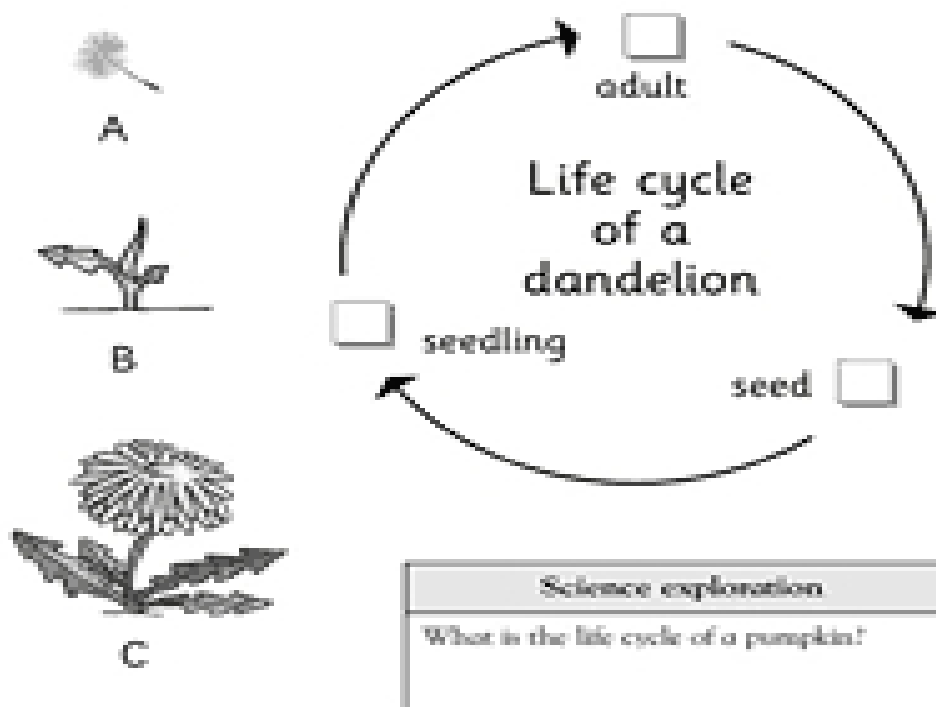 A
B
C
adult
Life cycle
of a
dandelion
seedling
seed
Science exploration
What is the life cycle of a pumpkin?